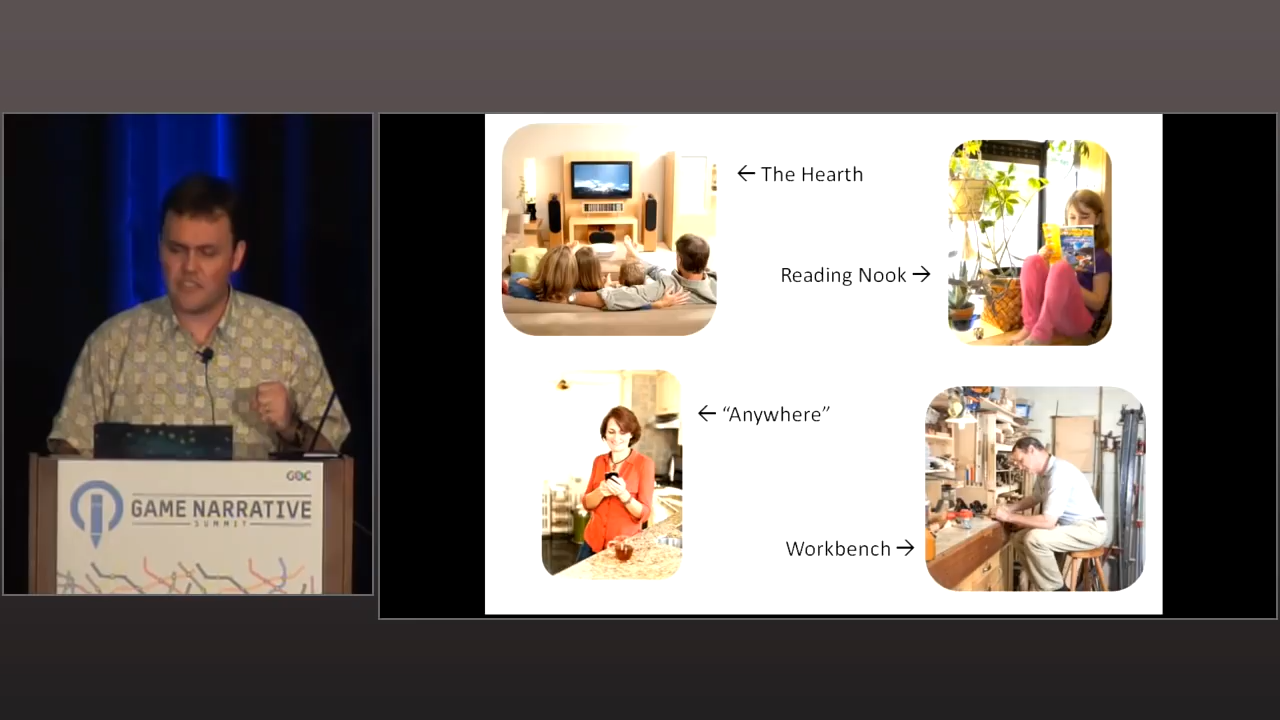 GDC
GAME NARRATIVE
SUMMIT
← The Hearth
Reading Nook →
← “Anywhere”
Workbench →